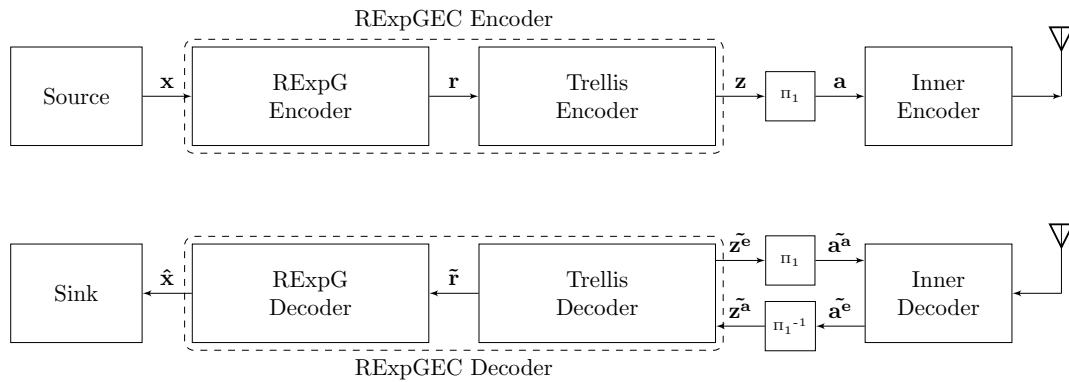 RExpGEC Encoder
Source
x
RExpG
Encoder
r
Trellis
Encoder
z
π₁
a
Inner
Encoder
Sink
x̂
RExpG
Decoder
r̃
Trellis
Decoder
z̃ᵉ
π₁
ãᵃ
z̃ᵃ
π₁⁻¹
ãᵉ
Inner
Decoder
RExpGEC Decoder